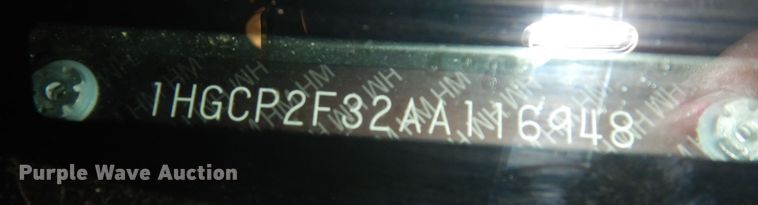 1HGCP2F32AA116948
Purple Wave Auction